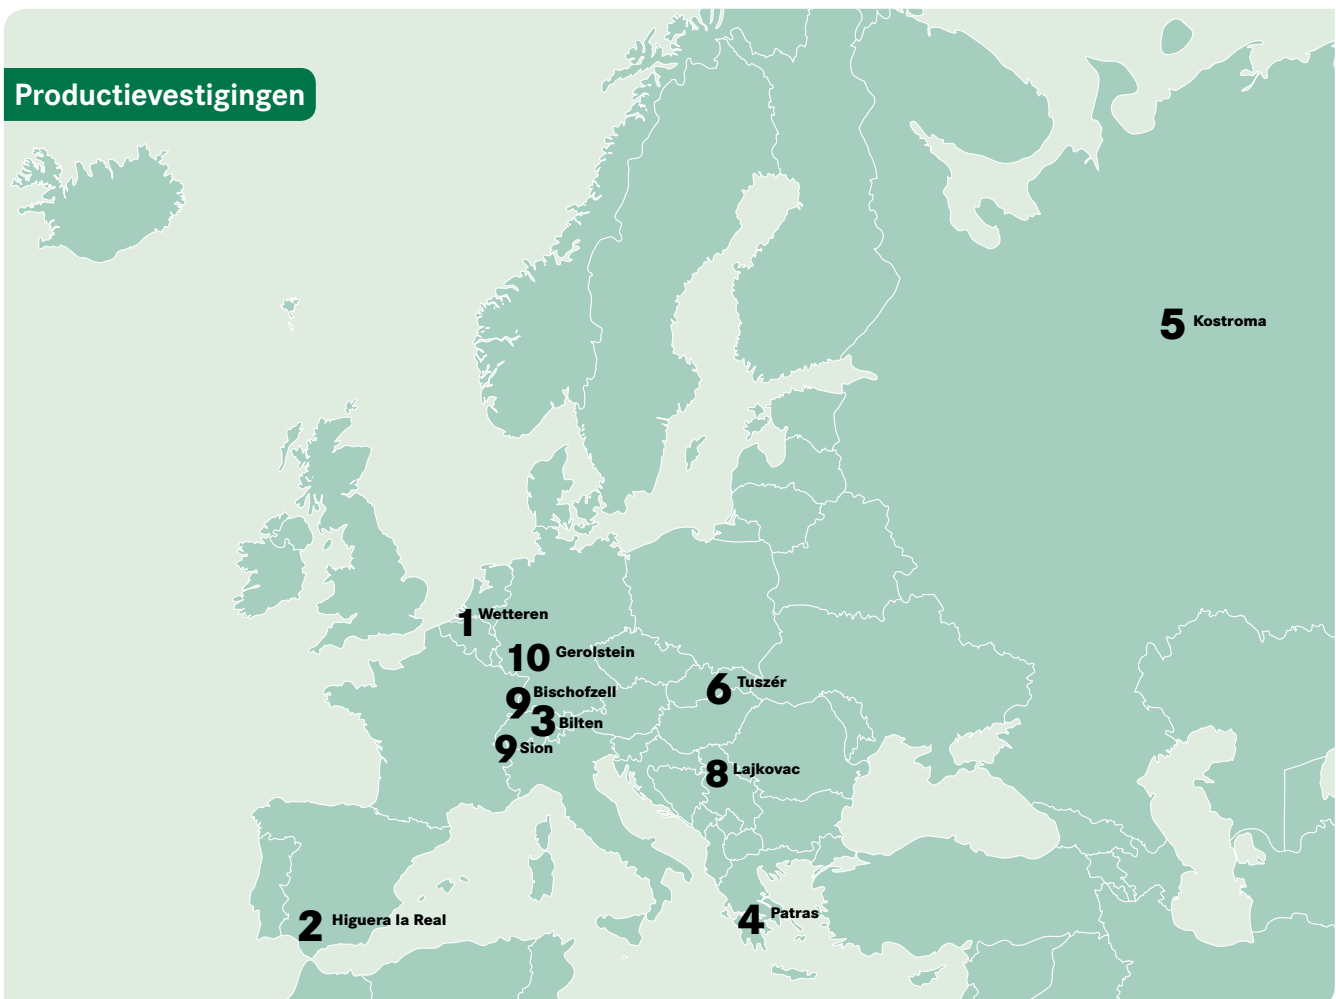 Productievestigingen
5 Kostroma
1 Wetteren
10 Gerolstein
6 Tuszér
9 Bischofzell
3 Bilten
9 Sion
8 Lajkovac
4 Patras
2 Higuera la Real